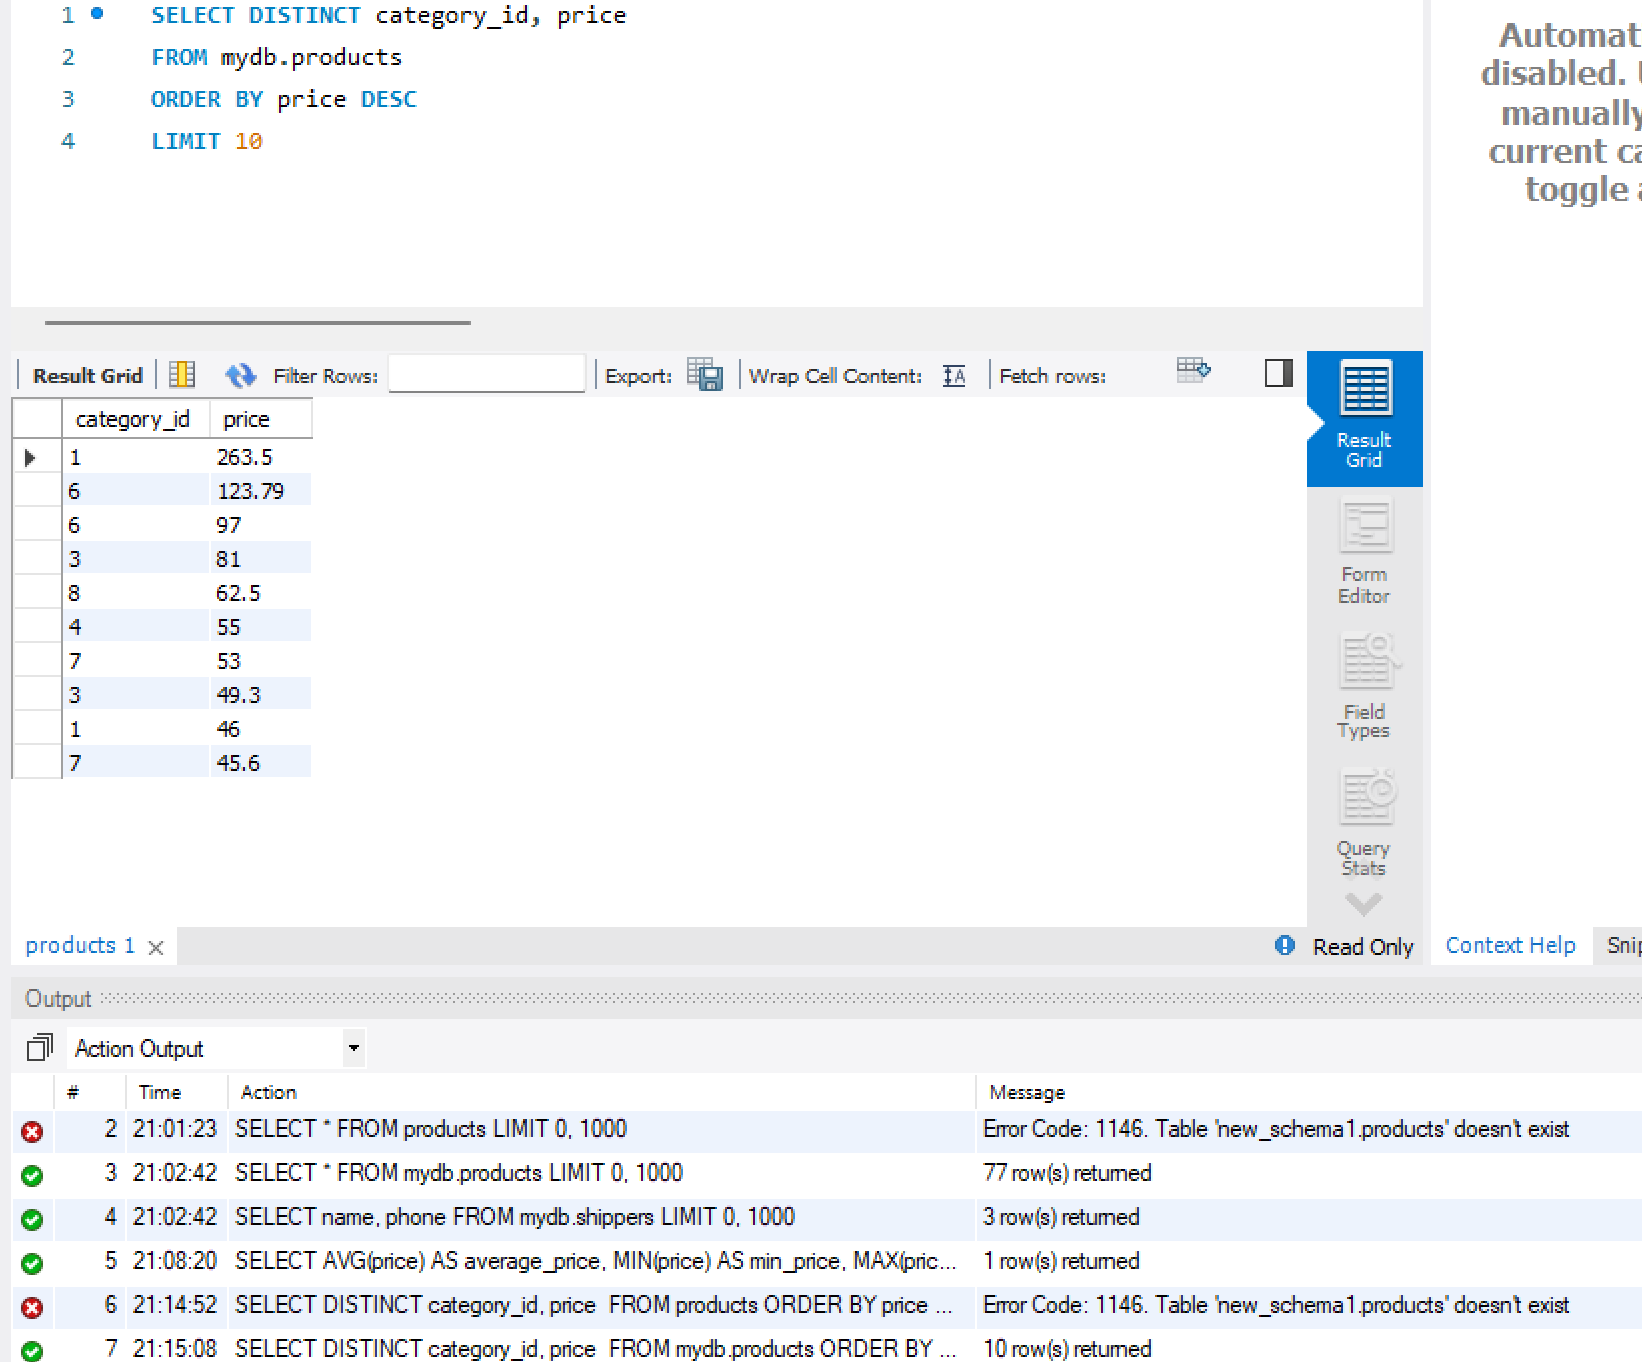 1 SELECT DISTINCT category_id, price
2 FROM mydb.products
3 ORDER BY price DESC
4 LIMIT 10
Automat
disabled.
manually
current ca
toggle a
Result Grid Filter Rows: Export: Wrap Cell Content: Fetch rows:
category_id price
1 263.5
6 123.79
6 97
3 81
8 62.5
4 55
7 53
3 49.3
1 46
7 45.6
Result
Grid
Form
Editor
Field
Types
Query
Stats
products 1
Read Only
Context Help Snip
Output
Action Output
# Time Action Message
2 21:01:23 SELECT * FROM products LIMIT 0, 1000 Error Code: 1146. Table 'new_schema1.products' doesn't exist
3 21:02:42 SELECT * FROM mydb.products LIMIT 0, 1000 77 row(s) returned
4 21:02:42 SELECT name, phone FROM mydb.shippers LIMIT 0, 1000 3 row(s) returned
5 21:08:20 SELECT AVG(price) AS average_price, MIN(price) AS min_price, MAX(pric... 1 row(s) returned
6 21:14:52 SELECT DISTINCT category_id, price FROM products ORDER BY price ... Error Code: 1146. Table 'new_schema1.products' doesn't exist
7 21:15:08 SELECT DISTINCT category_id, price FROM mydb.products ORDER BY ... 10 row(s) returned